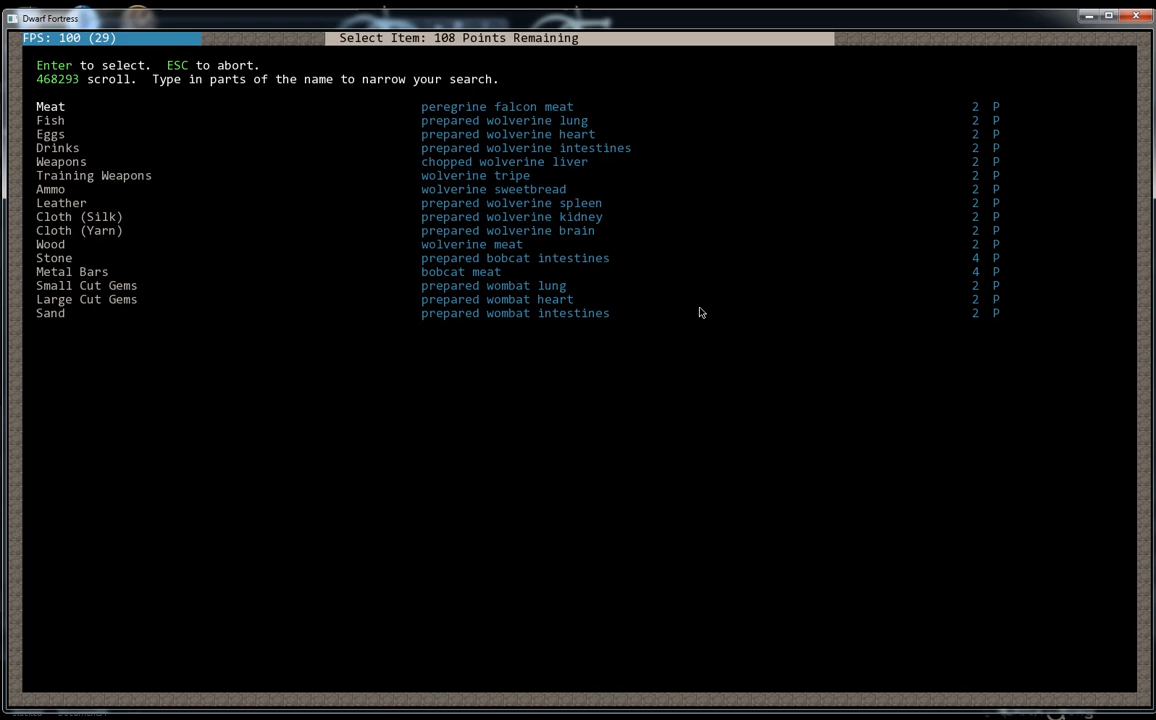 Dwarf Fortress
FPS: 100 (29) Select Item: 108 Points Remaining
Enter to select. ESC to abort.
468293 scroll. Type in parts of the name to narrow your search.
Meat peregrine falcon meat 2 P
Fish prepared wolverine lung 2 P
Eggs prepared wolverine heart 2 P
Drinks prepared wolverine intestines 2 P
Weapons chopped wolverine liver 2 P
Training Weapons wolverine tripe 2 P
Ammo wolverine sweetbread 2 P
Leather prepared wolverine spleen 2 P
Cloth (Silk) prepared wolverine kidney 2 P
Cloth (Yarn) prepared wolverine brain 2 P
Wood wolverine meat 2 P
Stone prepared bobcat intestines 4 P
Metal Bars bobcat meat 4 P
Small Cut Gems prepared wombat lung 2 P
Large Cut Gems prepared wombat heart 2 P
Sand prepared wombat intestines 2 P